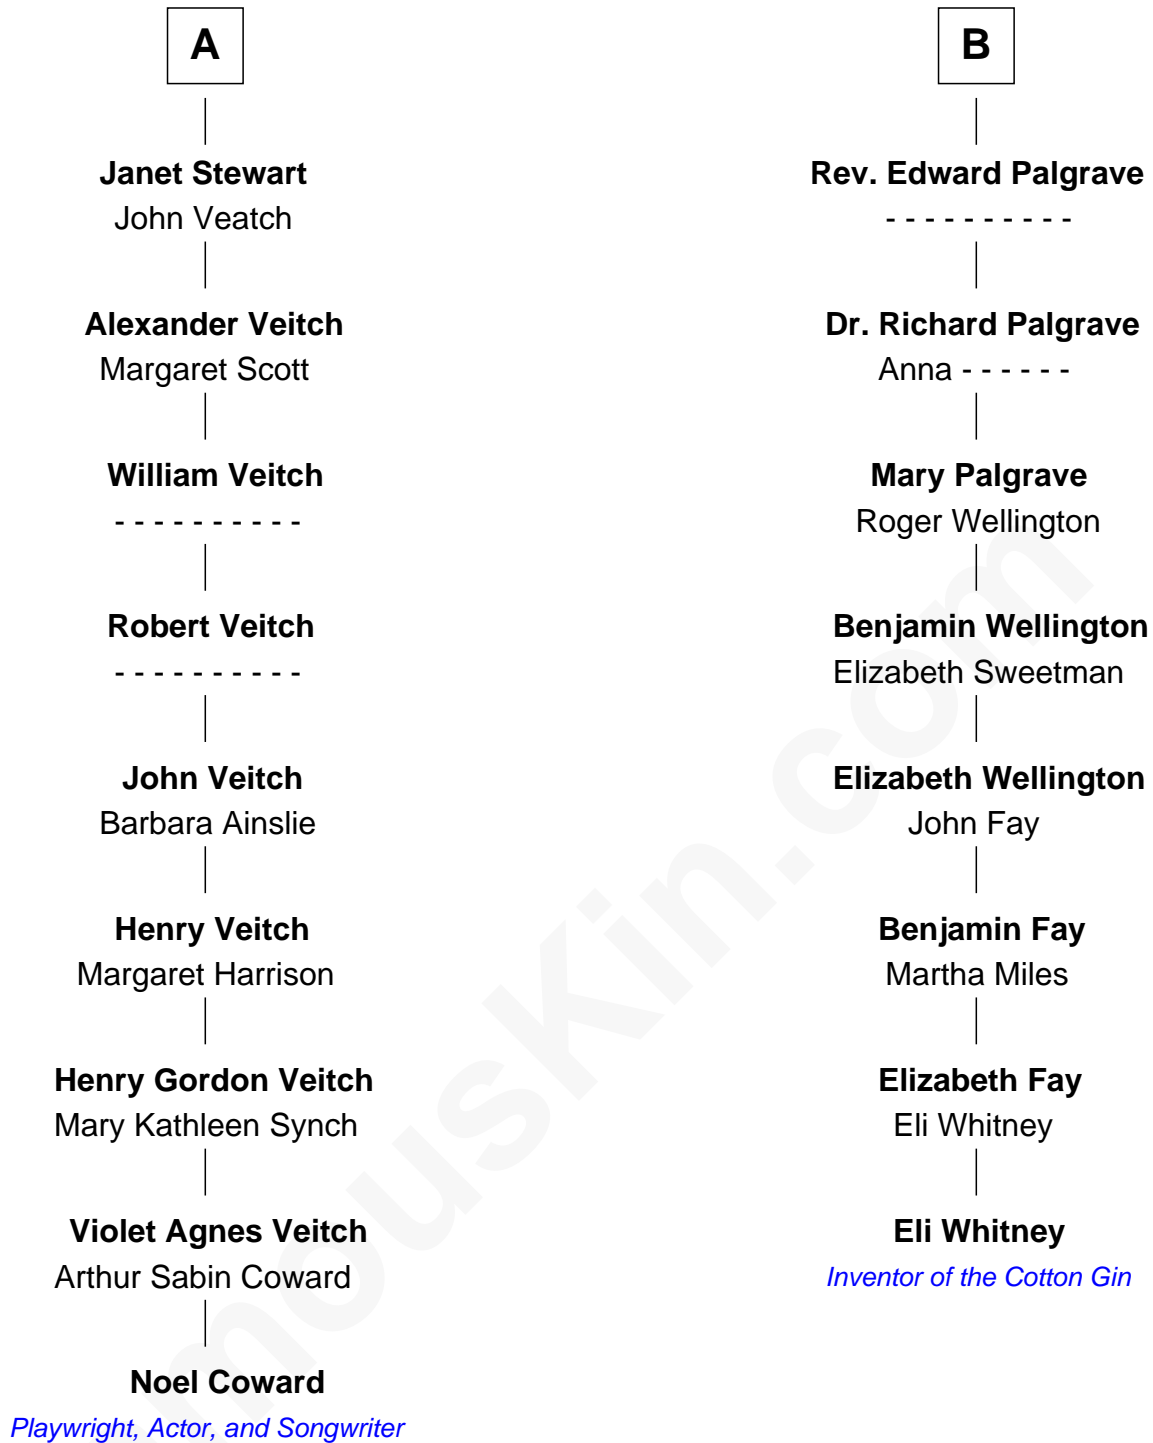 A
Janet Stewart
John Veatch
Alexander Veitch
Margaret Scott
William Veitch
- - - - - - - - - -
Robert Veitch
- - - - - - - - - -
John Veitch
Barbara Ainslie
Henry Veitch
Margaret Harrison
Henry Gordon Veitch
Mary Kathleen Synch
Violet Agnes Veitch
Arthur Sabin Coward
Noel Coward
Playwright, Actor, and Songwriter
B
Rev. Edward Palgrave
- - - - - - - - - -
Dr. Richard Palgrave
Anna - - - - - -
Mary Palgrave
Roger Wellington
Benjamin Wellington
Elizabeth Sweetman
Elizabeth Wellington
John Fay
Benjamin Fay
Martha Miles
Elizabeth Fay
Eli Whitney
Eli Whitney
Inventor of the Cotton Gin
mousKin.com